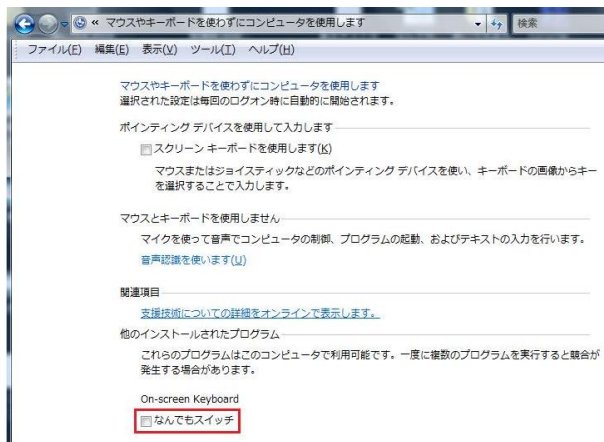 « マウスやキーボードを使わずにコンピュータを使用します
検索
ファイル(F) 編集(E) 表示(V) ツール(T) ヘルプ(H)
マウスやキーボードを使わずにコンピュータを使用します
選択された設定は毎回のログオン時に自動的に開始されます。
ポインティング デバイスを使用して入力します
スクリーン キーボードを使用します(K)
マウスまたはジョイスティックなどのポインティング デバイスを使い、キーボードの画像からキー
を選択することで入力します。
マウスとキーボードを使用しません
マイクを使って音声でコンピュータの制御、プログラムの起動、およびテキストの入力を行います。
音声認識を使います(U)
関連項目
支援技術についての詳細をオンラインで表示します。
他のインストールされたプログラム
これらのプログラムはこのコンピュータで利用可能です。一度に複数のプログラムを実行すると競合が
発生する場合があります。
On-screen Keyboard
なんでもスイッチ